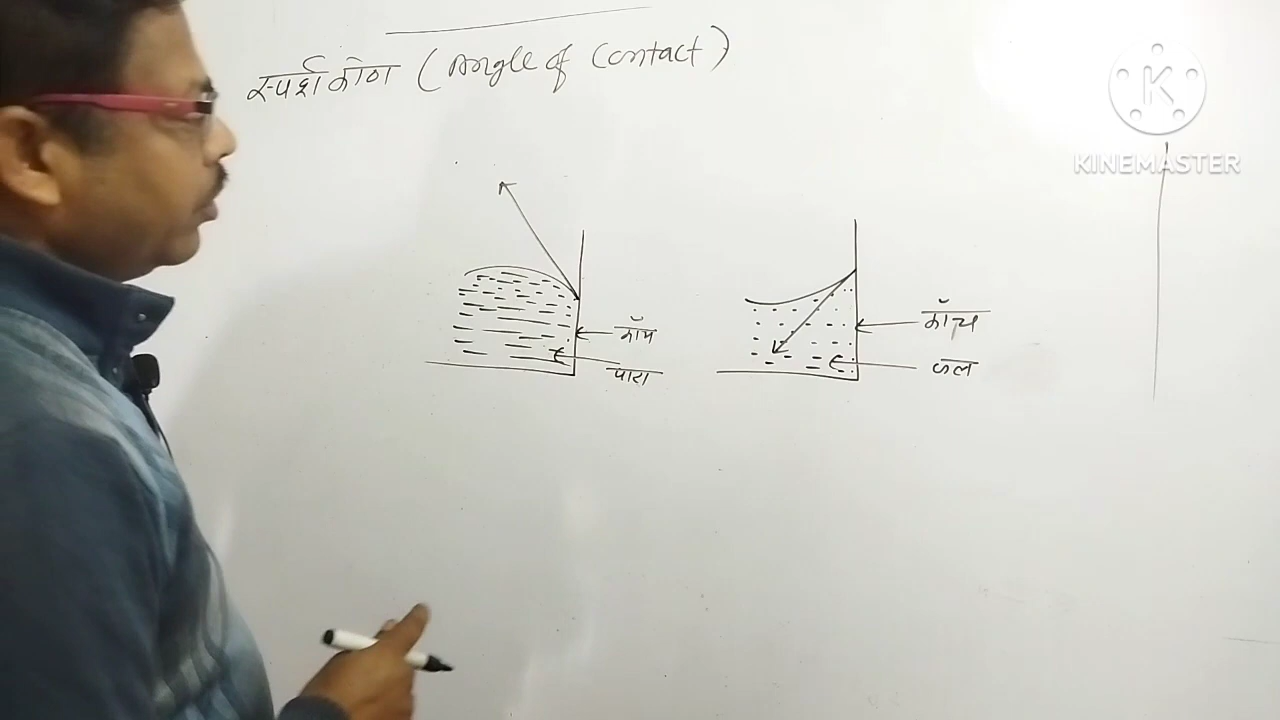 स्पर्श कोण (Angle of Contact)
K
KINEMASTER
काँच
पारा
काँच
जल